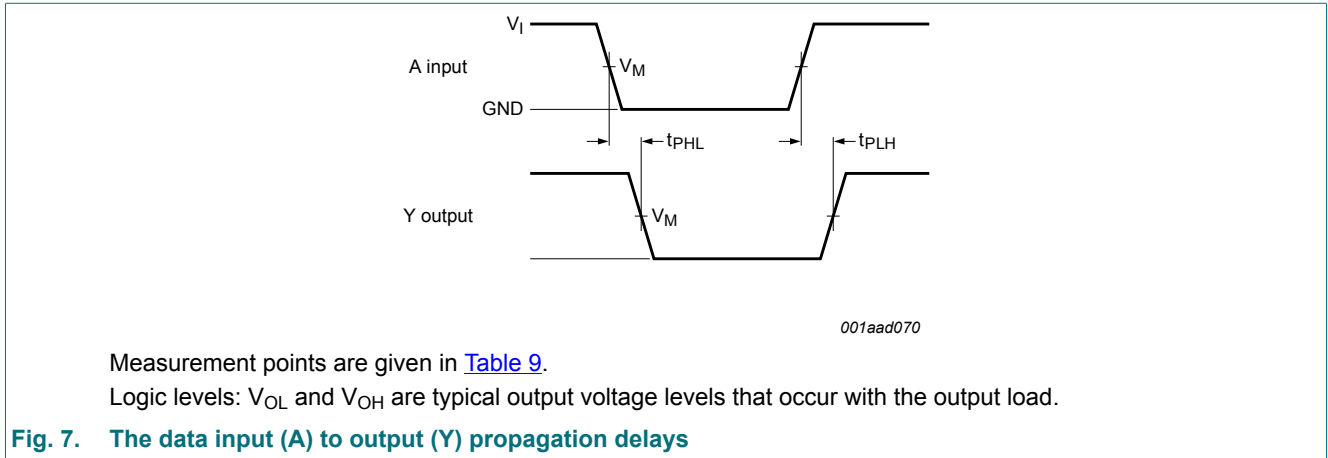 VI
A input
VM
GND
tPHL
tPLH
Y output
VM
001aad070
Measurement points are given in Table 9.
Logic levels: VOL and VOH are typical output voltage levels that occur with the output load.
Fig. 7. The data input (A) to output (Y) propagation delays